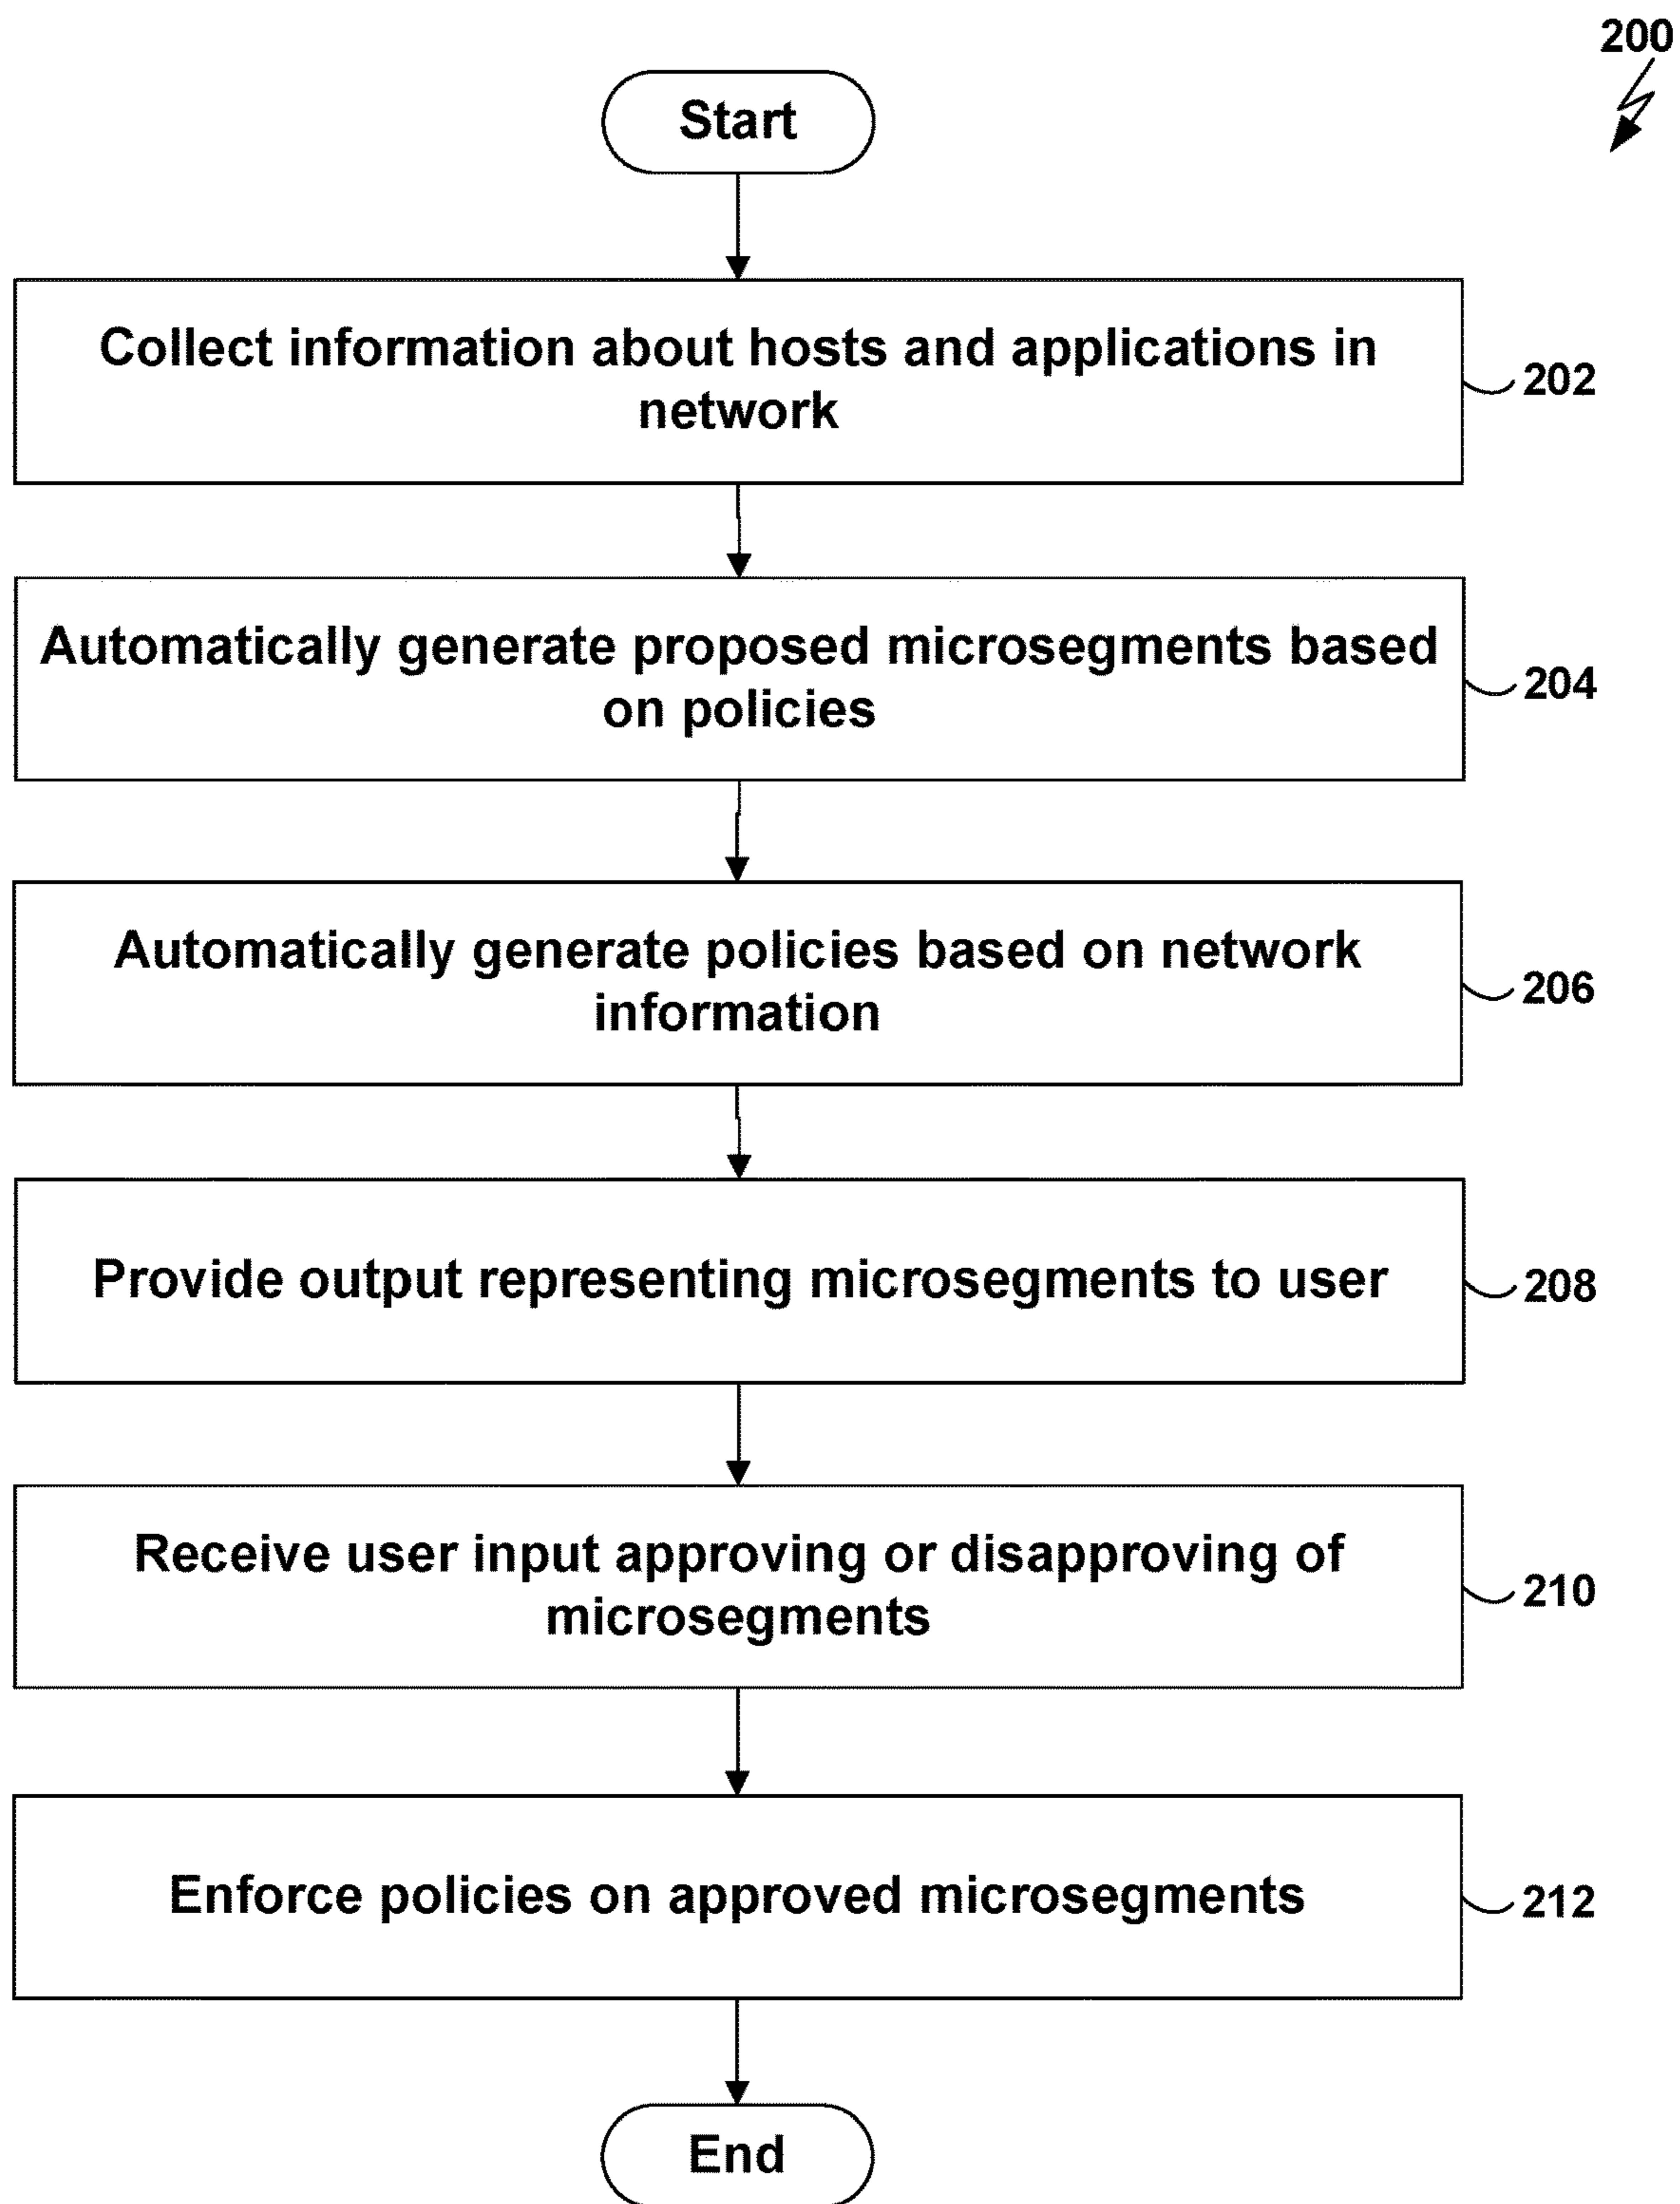 200
Start
Collect information about hosts and applications in
network
202
Automatically generate proposed microsegments based
on policies
204
Automatically generate policies based on network
information
206
Provide output representing microsegments to user
208
Receive user input approving or disapproving of
microsegments
210
Enforce policies on approved microsegments
212
End